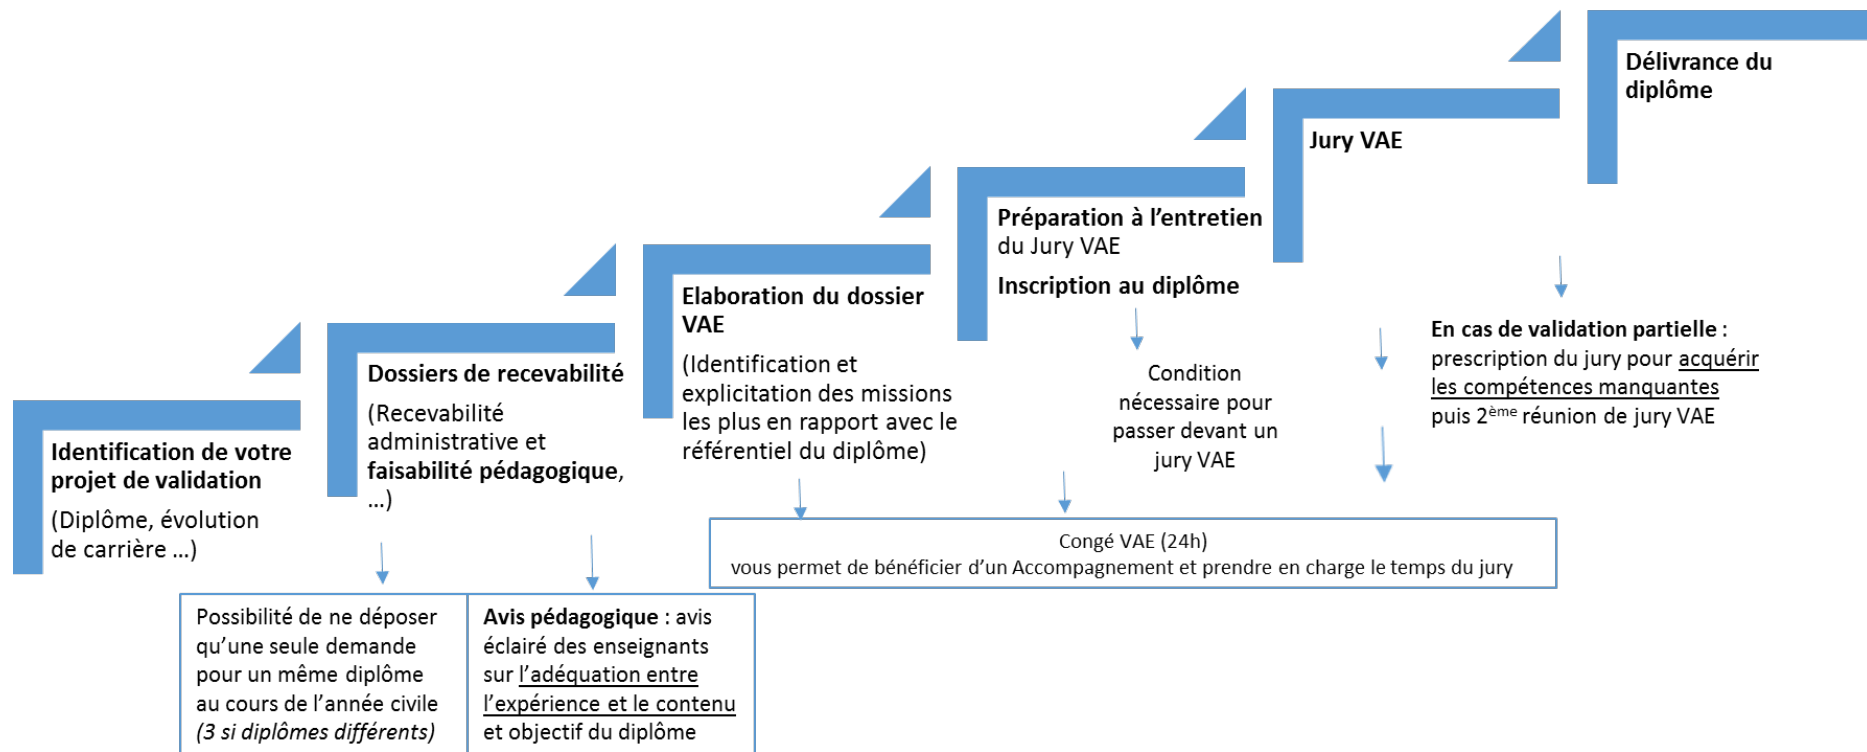 Identification de votre
projet de validation
(Diplôme, évolution
de carrière ...)
Dossiers de recevabilité
(Recevabilité
administrative et
faisabilité pédagogique,
...)
Possibilité de ne déposer
qu'une seule demande
pour un même diplôme
au cours de l'année civile
(3 si diplômes différents)
Avis pédagogique : avis
éclairé des enseignants
sur l'adéquation entre
l'expérience et le contenu
et objectif du diplôme
Elaboration du dossier
VAE
(Identification et
explicitation des missions
les plus en rapport avec le
référentiel du diplôme)
Préparation à l'entretien
du Jury VAE
Inscription au diplôme
Condition
nécessaire pour
passer devant un
jury VAE
Congé VAE (24h)
vous permet de bénéficier d'un Accompagnement et prendre en charge le temps du jury
Jury VAE
En cas de validation partielle :
prescription du jury pour acquérir
les compétences manquantes
puis 2ème réunion de jury VAE
Délivrance du
diplôme